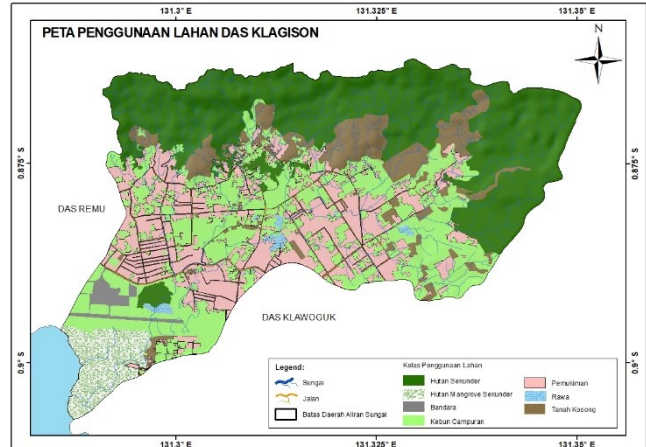 131.3° E
131.325° E
131.35° E
PETA PENGGUNAAN LAHAN DAS KLAGISON
N
0.875° S
0.875° S
DAS REMU
DAS KLAWOGUK
0.9° S
0.9° S
Legend:
Sungai
Jalan
Batas Daerah Aliran Sungai
Kelas Penggunaan Lahan
Hutan Sekunder
Hutan Mangrove Sekunder
Bandara
Kebun Campuran
Pemukiman
Rawa
Tanah Kosong
131.3° E
131.325° E
131.35° E